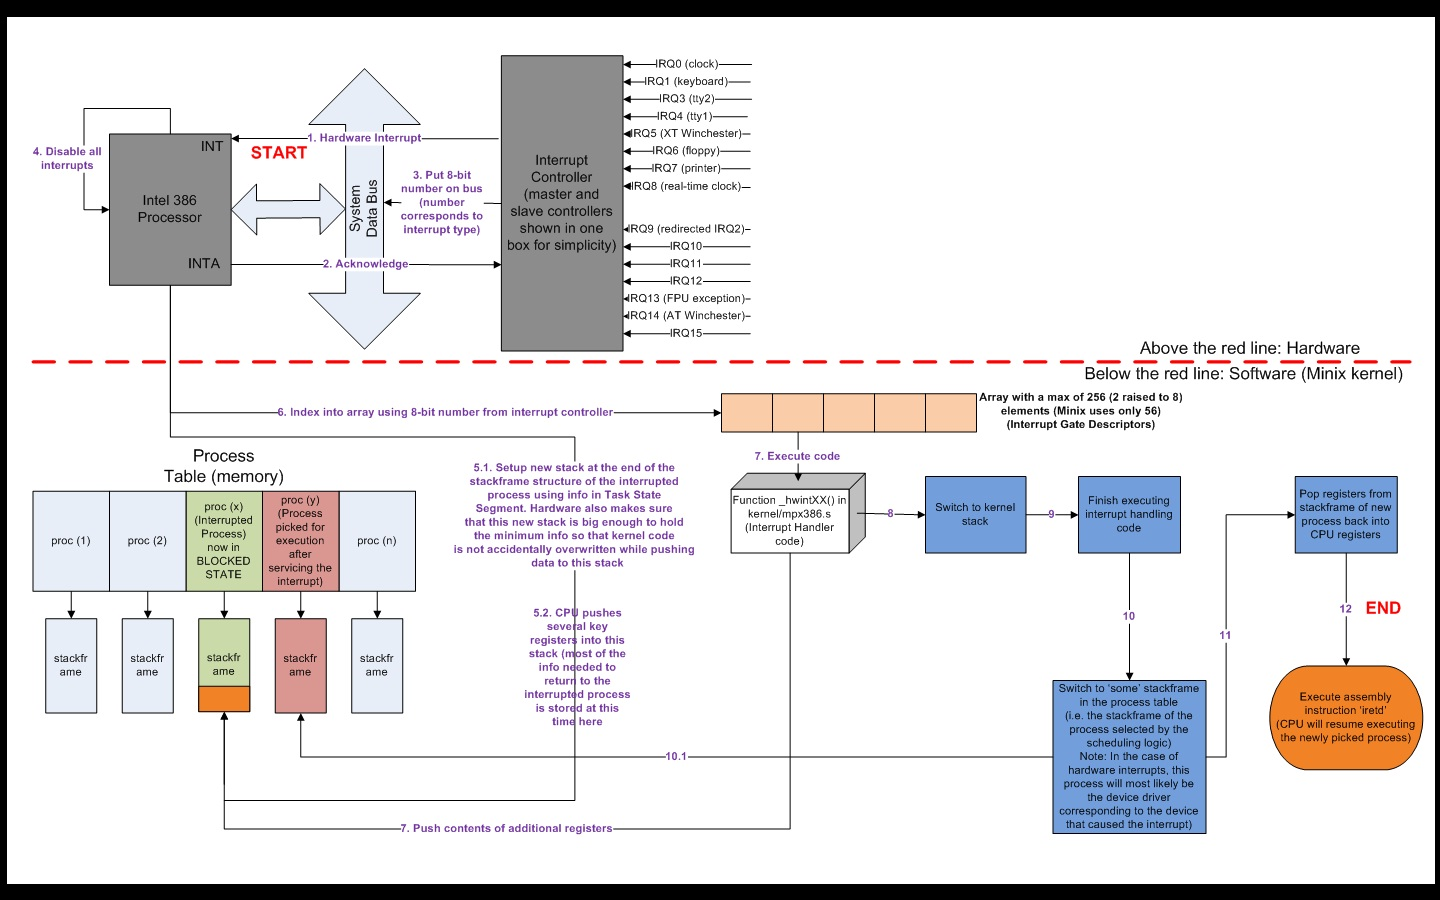 IRQ0 (clock)
IRQ1 (keyboard)
IRQ3 (tty2)
IRQ4 (tty1)
IRQ5 (XT Winchester)
IRQ6 (floppy)
IRQ7 (printer)
IRQ8 (real-time clock)
IRQ9 (redirected IRQ2)
IRQ10
IRQ11
IRQ12
IRQ13 (FPU exception)
IRQ14 (AT Winchester)
IRQ15
1. Hardware Interrupt
START
INT
4. Disable all
interrupts
Intel 386
Processor
INTA
System
Data Bus
3. Put 8-bit
number on bus
(number
corresponds to
interrupt type)
2. Acknowledge
Interrupt
Controller
(master and
slave controllers
shown in one
box for simplicity)
Above the red line: Hardware
Below the red line: Software (Minix kernel)
6. Index into array using 8-bit number from interrupt controller
Array with a max of 256 (2 raised to 8)
elements (Minix uses only 56)
(Interrupt Gate Descriptors)
7. Execute code
Process
Table (memory)
proc (1)
proc (2)
proc (x)
(Interrupted
Process)
now in
BLOCKED
STATE
proc (y)
(Process
picked for
execution
after
servicing the
interrupt)
proc (n)
stackfr
ame
stackfr
ame
stackfr
ame
stackfr
ame
stackfr
ame
5.1. Setup new stack at the end of the
stackframe structure of the interrupted
process using info in Task State
Segment. Hardware also makes sure
that this new stack is big enough to hold
the minimum info so that kernel code
is not accidentally overwritten while pushing
data to this stack
5.2. CPU pushes
several key
registers into this
stack (most of the
info needed to
return to the
interrupted process
is stored at this
time here
Function _hwintXX() in
kernel/mpx386.s
(Interrupt Handler
code)
8
Switch to kernel
stack
9
Finish executing
interrupt handling
code
10
Switch to 'some' stackframe
in the process table
(i.e. the stackframe of the
process selected by the
scheduling logic)
Note: In the case of
hardware interrupts, this
process will most likely be
the device driver
corresponding to the device
that caused the interrupt)
10.1
7. Push contents of additional registers
11
Pop registers from
stackframe of new
process back into
CPU registers
12
END
Execute assembly
instruction 'iretd'
(CPU will resume executing
the newly picked process)